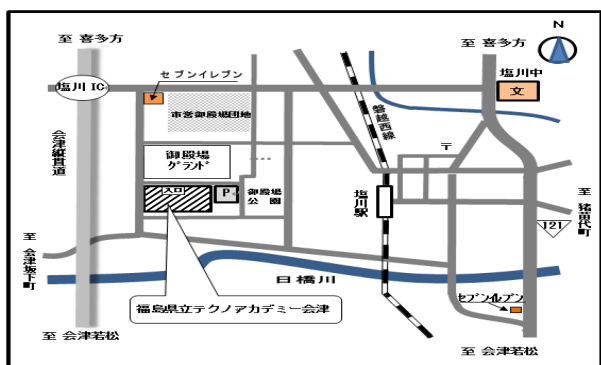 至 喜多方
至 喜多方
N
塩川 IC
セブンイレブン
塩川中
文
市営御殿場団地
磐越西線
会津縦貫道
御殿場
グランド
〒
入口
P
御殿場
公園
塩川駅
至 猪苗代町
121
至 会津坂下町
日橋川
セブンイレブン
福島県立テクノアカデミー会津
至 会津若松
至 会津若松